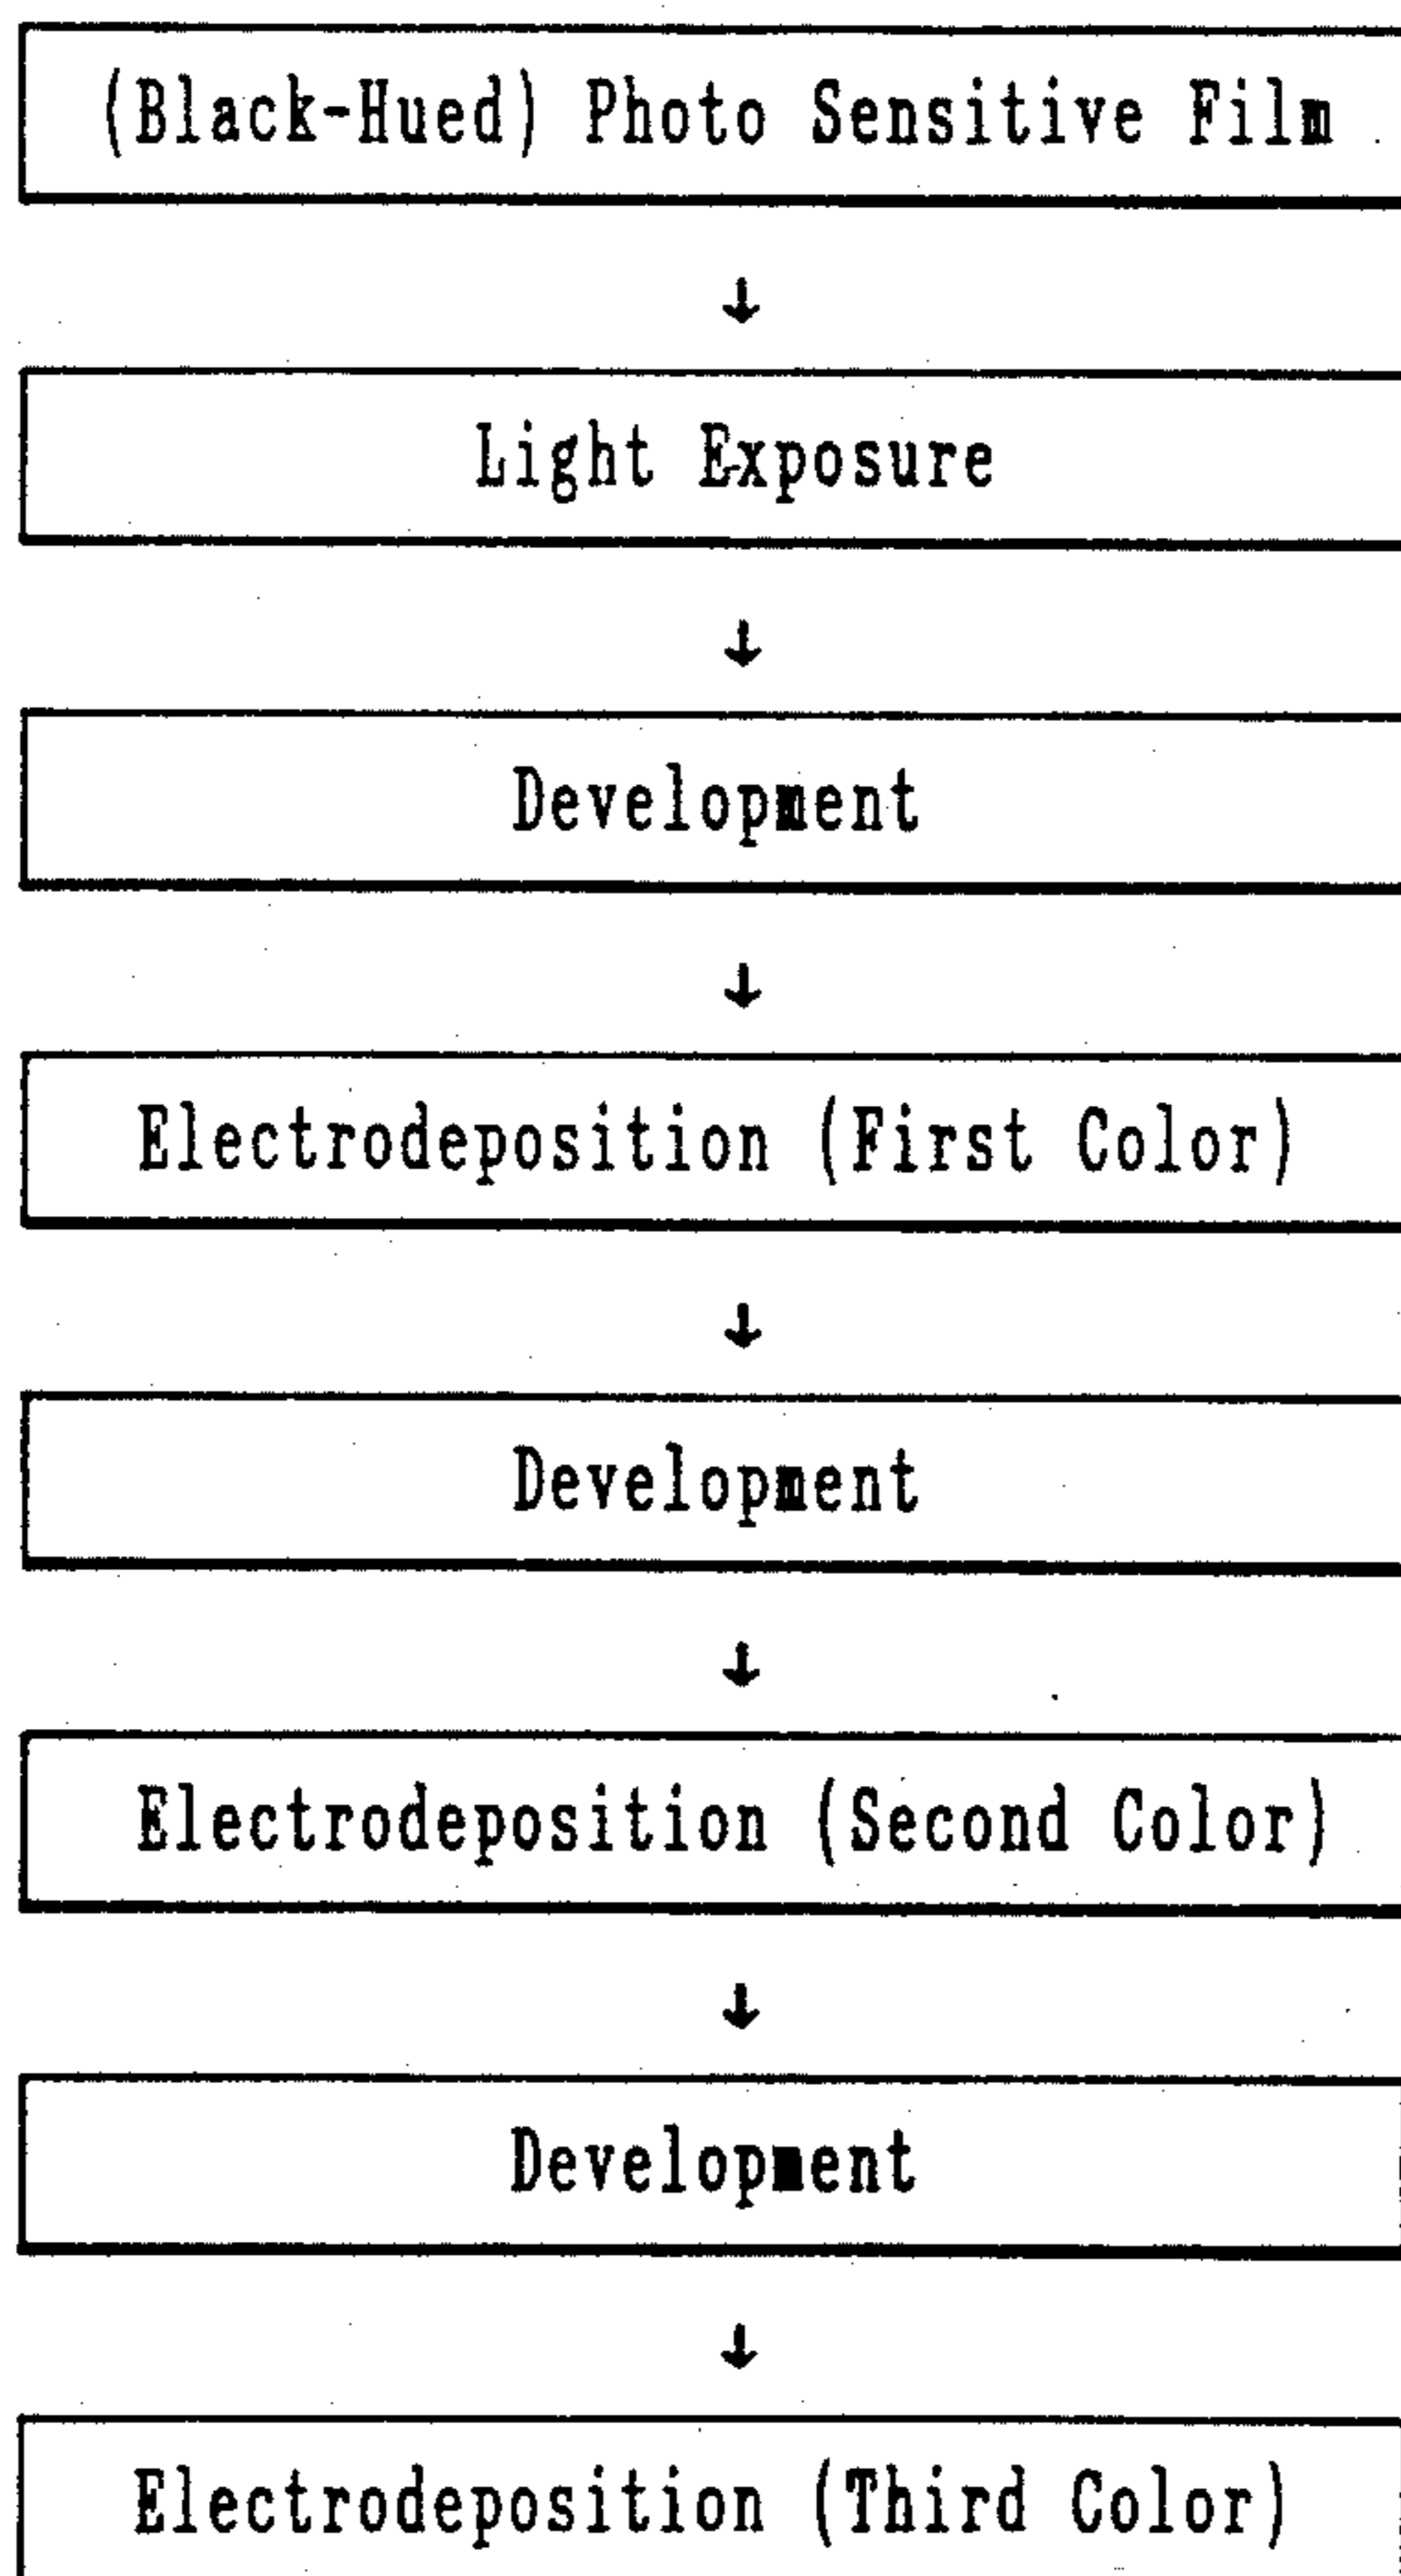 (Black-Hued) Photo Sensitive Film
↓
Light Exposure
↓
Development
↓
Electrodeposition (First Color)
↓
Development
↓
Electrodeposition (Second Color)
↓
Development
↓
Electrodeposition (Third Color)